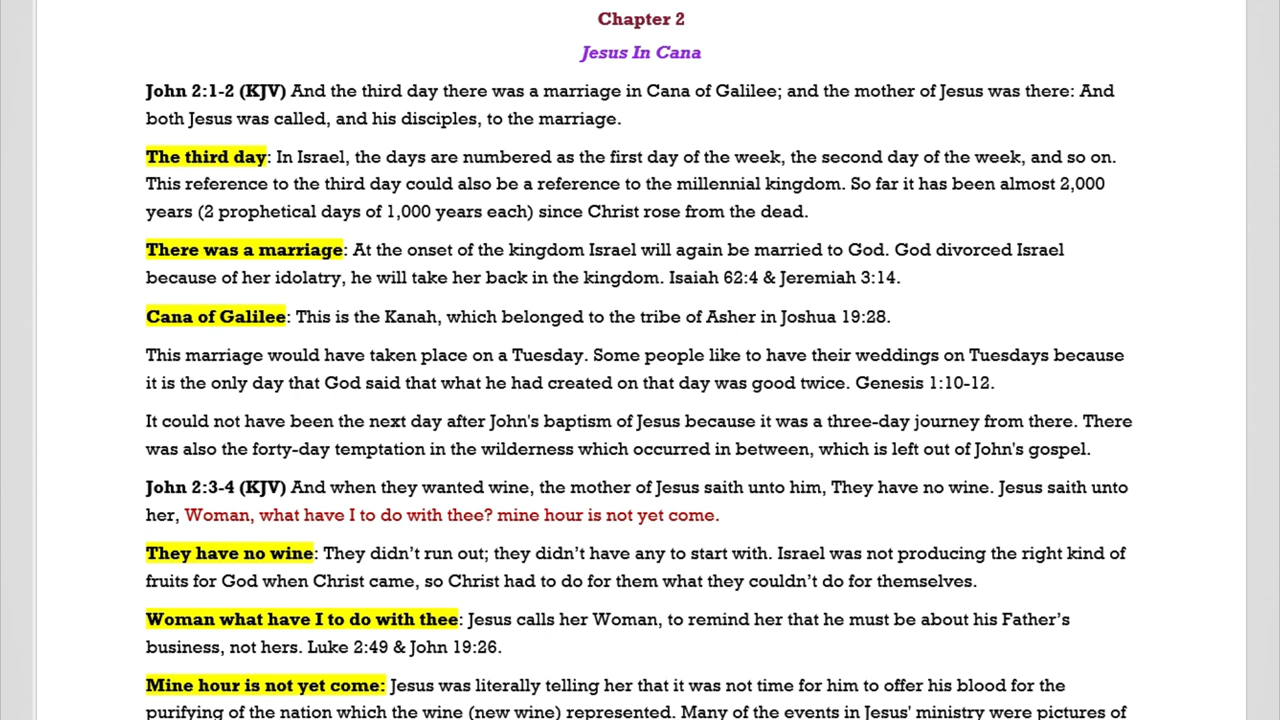 Chapter 2
Jesus In Cana
John 2:1-2 (KJV) And the third day there was a marriage in Cana of Galilee; and the mother of Jesus was there: And
both Jesus was called, and his disciples, to the marriage.
The third day: In Israel, the days are numbered as the first day of the week, the second day of the week, and so on.
This reference to the third day could also be a reference to the millennial kingdom. So far it has been almost 2,000
years (2 prophetical days of 1,000 years each) since Christ rose from the dead.
There was a marriage: At the onset of the kingdom Israel will again be married to God. God divorced Israel
because of her idolatry, he will take her back in the kingdom. Isaiah 62:4 & Jeremiah 3:14.
Cana of Galilee: This is the Kanah, which belonged to the tribe of Asher in Joshua 19:28.
This marriage would have taken place on a Tuesday. Some people like to have their weddings on Tuesdays because
it is the only day that God said that what he had created on that day was good twice. Genesis 1:10-12.
It could not have been the next day after John's baptism of Jesus because it was a three-day journey from there. There
was also the forty-day temptation in the wilderness which occurred in between, which is left out of John's gospel.
John 2:3-4 (KJV) And when they wanted wine, the mother of Jesus saith unto him, They have no wine. Jesus saith unto
her, Woman, what have I to do with thee? mine hour is not yet come.
They have no wine: They didn’t run out; they didn’t have any to start with. Israel was not producing the right kind of
fruits for God when Christ came, so Christ had to do for them what they couldn’t do for themselves.
Woman what have I to do with thee: Jesus calls her Woman, to remind her that he must be about his Father’s
business, not hers. Luke 2:49 & John 19:26.
Mine hour is not yet come: Jesus was literally telling her that it was not time for him to offer his blood for the
purifying of the nation which the wine (new wine) represented. Many of the events in Jesus' ministry were pictures of